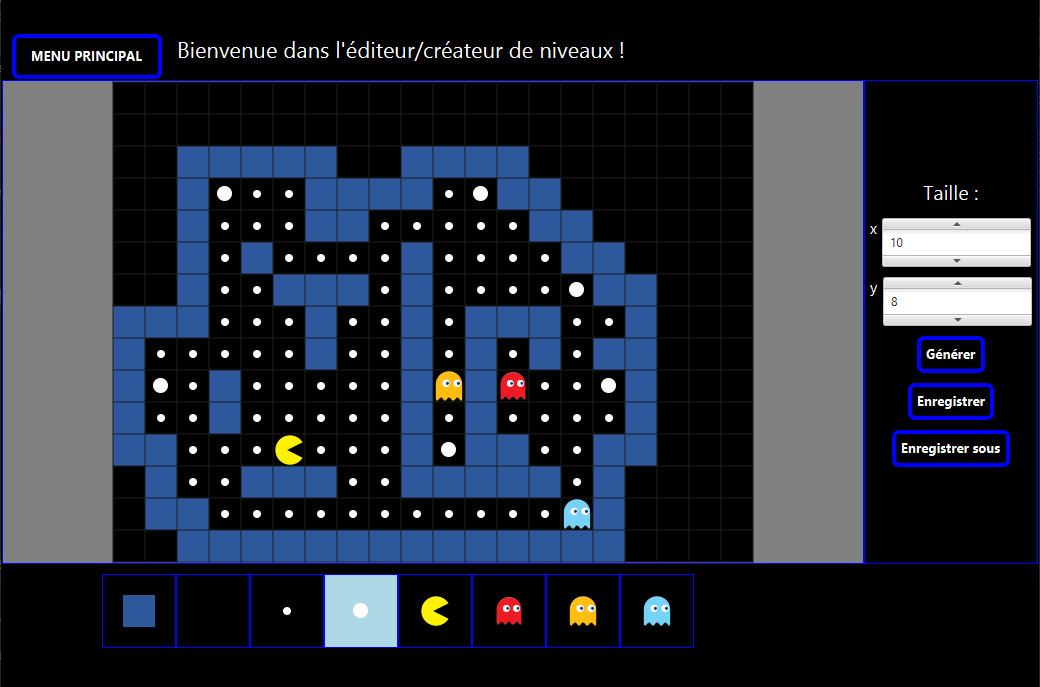 MENU PRINCIPAL
Bienvenue dans l'éditeur/créateur de niveaux !
Taille :
x
10
y
8
Générer
Enregistrer
Enregistrer sous